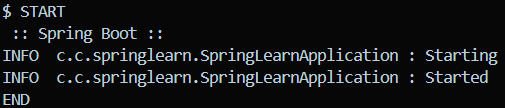 $ START
 :: Spring Boot ::
INFO  c.c.springlearn.SpringLearnApplication : Starting
INFO  c.c.springlearn.SpringLearnApplication : Started
END